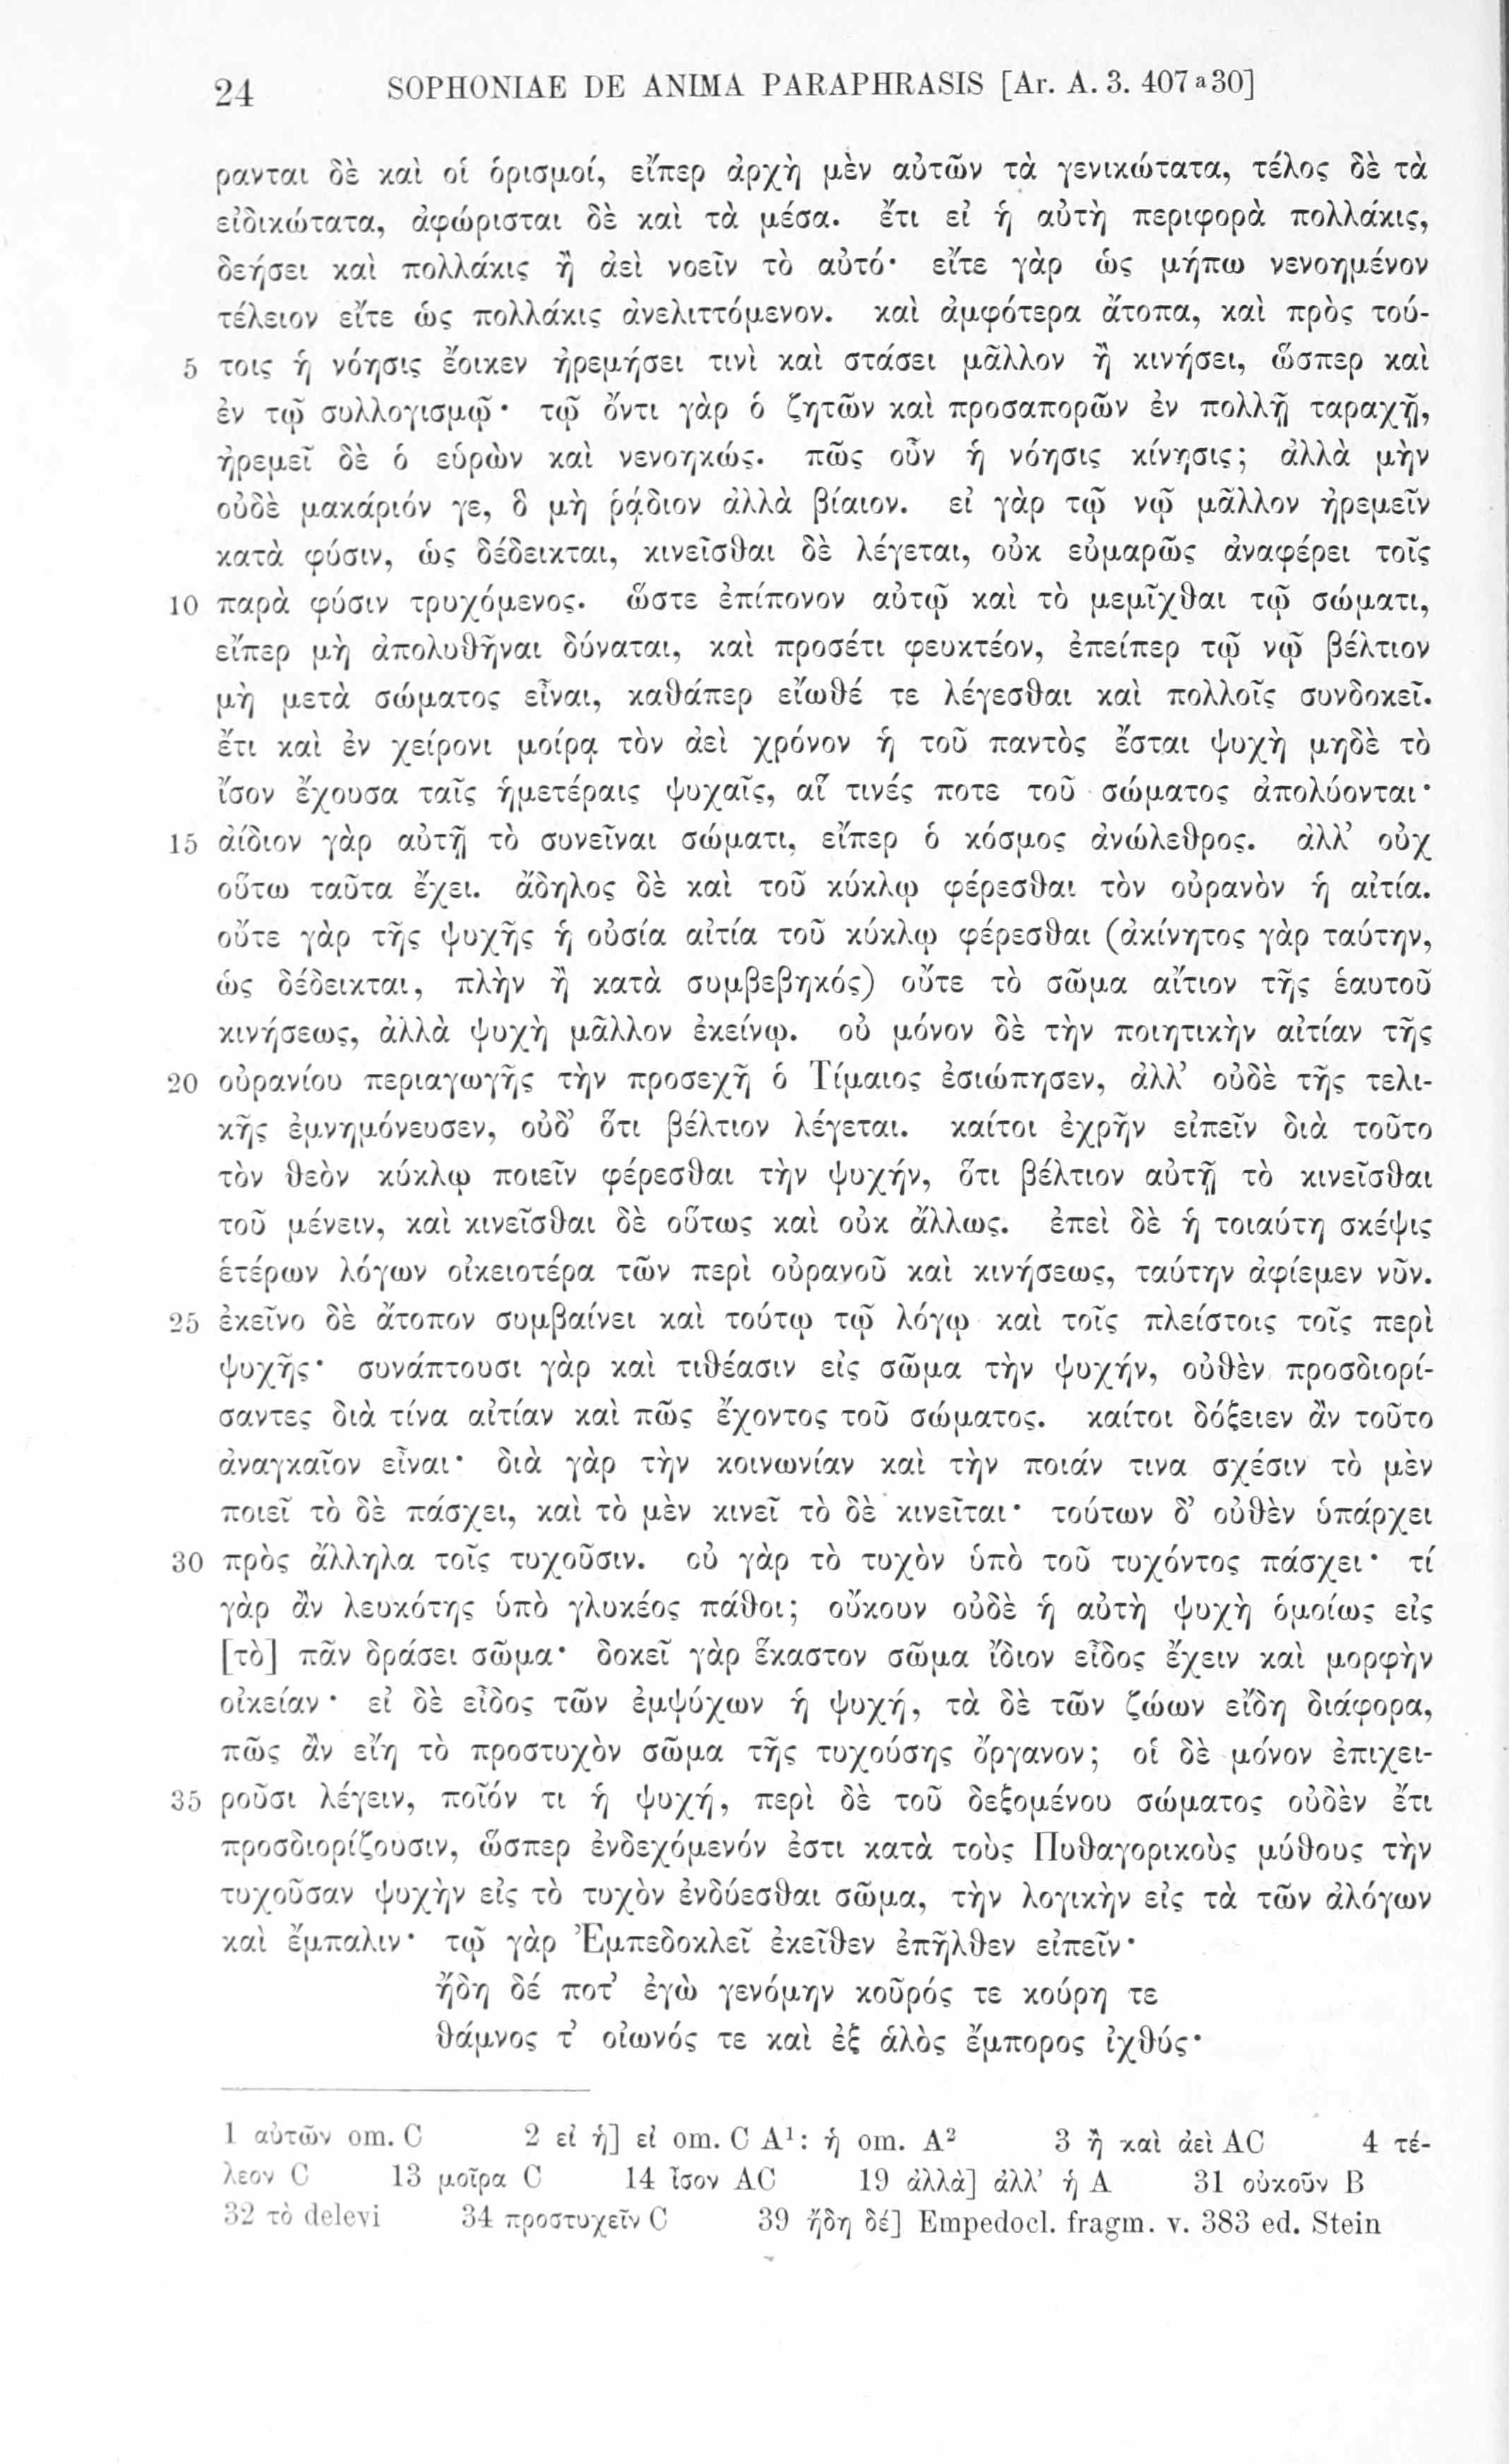 24 SOPHONIAE DE ANIMA PARAPHRASIS [Ar. A. 3. 407 a 30]
ρανται δὲ καὶ οἱ ὁρισμοί, εἴπερ ἀρχὴ μὲν αὐτῶν τὰ γενικώτατα, τέλος δὲ τὰ
εἰδικώτατα, ἀφώρισται δὲ καὶ τὰ μέσα. ἔτι εἰ ἡ αὐτὴ περιφορὰ πολλάκις,
δεήσει καὶ πολλάκις ἢ ἀεὶ νοεῖν τὸ αὐτό· εἴτε γὰρ ὡς μήπω νενοημένον
τέλειον εἴτε ὡς πολλάκις ἀνελιττόμενον. καὶ ἀμφότερα ἄτοπα, καὶ πρὸς τού-
5 τοις ἡ νόησις ἔοικεν ἠρεμήσει τινὶ καὶ στάσει μᾶλλον ἢ κινήσει, ὥσπερ καὶ
ἐν τῷ συλλογισμῷ· τῷ ὄντι γὰρ ὁ ζητῶν καὶ προσαπορῶν ἐν πολλῇ ταραχῇ,
ἠρεμεῖ δὲ ὁ εὑρὼν καὶ νενοηκώς. πῶς οὖν ἡ νόησις κίνησις; ἀλλὰ μὴν
οὐδὲ μακάριόν γε, ὃ μὴ ῥᾴδιον ἀλλὰ βίαιον. εἰ γὰρ τῷ νῷ μᾶλλον ἠρεμεῖν
κατὰ φύσιν, ὡς δέδεικται, κινεῖσθαι δὲ λέγεται, οὐκ εὐμαρῶς ἀναφέρει τοῖς
10 παρὰ φύσιν τρυχόμενος. ὥστε ἐπίπονον αὐτῷ καὶ τὸ μεμῖχθαι τῷ σώματι,
εἴπερ μὴ ἀπολυθῆναι δύναται, καὶ προσέτι φευκτέον, ἐπείπερ τῷ νῷ βέλτιον
μὴ μετὰ σώματος εἶναι, καθάπερ εἴωθέ τε λέγεσθαι καὶ πολλοῖς συνδοκεῖ.
ἔτι καὶ ἐν χείρονι μοίρᾳ τὸν ἀεὶ χρόνον ἡ τοῦ παντὸς ἔσται ψυχὴ μηδὲ τὸ
ἴσον ἔχουσα ταῖς ἡμετέραις ψυχαῖς, αἵ τινές ποτε τοῦ σώματος ἀπολύονται·
15 ἀίδιον γὰρ αὐτῇ τὸ συνεῖναι σώματι, εἴπερ ὁ κόσμος ἀνώλεθρος. ἀλλ’ οὐχ
οὕτω ταῦτα ἔχει. ἄδηλος δὲ καὶ τοῦ κύκλῳ φέρεσθαι τὸν οὐρανὸν ἡ αἰτία.
οὔτε γὰρ τῆς ψυχῆς ἡ οὐσία αἰτία τοῦ κύκλῳ φέρεσθαι (ἀκίνητος γὰρ ταύτην,
ὡς δέδεικται, πλὴν ἢ κατὰ συμβεβηκός) οὔτε τὸ σῶμα αἴτιον τῆς ἑαυτοῦ
κινήσεως, ἀλλὰ ψυχὴ μᾶλλον ἐκείνῳ. οὐ μόνον δὲ τὴν ποιητικὴν αἰτίαν τῆς
20 οὐρανίου περιαγωγῆς τὴν προσεχῆ ὁ Τίμαιος ἐσιώπησεν, ἀλλ’ οὐδὲ τῆς τελι-
κῆς ἐμνημόνευσεν, οὐδ’ ὅτι βέλτιον λέγεται. καίτοι ἐχρῆν εἰπεῖν διὰ τοῦτο
τὸν θεὸν κύκλῳ ποιεῖν φέρεσθαι τὴν ψυχήν, ὅτι βέλτιον αὐτῇ τὸ κινεῖσθαι
τοῦ μένειν, καὶ κινεῖσθαι δὲ οὕτως καὶ οὐκ ἄλλως. ἐπεὶ δὲ ἡ τοιαύτη σκέψις
ἑτέρων λόγων οἰκειοτέρα τῶν περὶ οὐρανοῦ καὶ κινήσεως, ταύτην ἀφίεμεν νῦν.
25 ἐκεῖνο δὲ ἄτοπον συμβαίνει καὶ τούτῳ τῷ λόγῳ καὶ τοῖς πλείστοις τοῖς περὶ
ψυχῆς· συνάπτουσι γὰρ καὶ τιθέασιν εἰς σῶμα τὴν ψυχήν, οὐθὲν προσδιορί-
σαντες διὰ τίνα αἰτίαν καὶ πῶς ἔχοντος τοῦ σώματος. καίτοι δόξειεν ἂν τοῦτο
ἀναγκαῖον εἶναι· διὰ γὰρ τὴν κοινωνίαν καὶ τὴν ποιάν τινα σχέσιν τὸ μὲν
ποιεῖ τὸ δὲ πάσχει, καὶ τὸ μὲν κινεῖ τὸ δὲ κινεῖται· τούτων δ’ οὐθὲν ὑπάρχει
30 πρὸς ἄλληλα τοῖς τυχοῦσιν. οὐ γὰρ τὸ τυχὸν ὑπὸ τοῦ τυχόντος πάσχει· τί
γὰρ ἂν λευκότης ὑπὸ γλυκέος πάθοι; οὔκουν οὐδὲ ἡ αὐτὴ ψυχὴ ὁμοίως εἰς
[τὸ] πᾶν δράσει σῶμα· δοκεῖ γὰρ ἕκαστον σῶμα ἴδιον εἶδος ἔχειν καὶ μορφὴν
οἰκείαν· εἰ δὲ εἶδος τῶν ἐμψύχων ἡ ψυχή, τὰ δὲ τῶν ζώων εἴδη διάφορα,
πῶς ἂν εἴη τὸ προστυχὸν σῶμα τῆς τυχούσης ὄργανον; οἱ δὲ μόνον ἐπιχει-
35 ροῦσι λέγειν, ποῖόν τι ἡ ψυχή, περὶ δὲ τοῦ δεξομένου σώματος οὐδὲν ἔτι
προσδιορίζουσιν, ὥσπερ ἐνδεχόμενόν ἐστι κατὰ τοὺς Πυθαγορικοὺς μύθους τὴν
τυχοῦσαν ψυχὴν εἰς τὸ τυχὸν ἐνδύεσθαι σῶμα, τὴν λογικὴν εἰς τὰ τῶν ἀλόγων
καὶ ἔμπαλιν· τῷ γὰρ Ἐμπεδοκλεῖ ἐκεῖθεν ἐπῆλθεν εἰπεῖν·
ἤδη δέ ποτ’ ἐγὼ γενόμην κοῦρός τε κούρη τε
θάμνος τ’ οἰωνός τε καὶ ἐξ ἁλὸς ἔμπορος ἰχθύς·
1 αὐτῶν om. C 2 εἰ ἡ] εἰ om. C A¹: ἡ om. A² 3 ἢ καὶ ἀεὶ AC 4 τέ-
λεον C 13 μοῖρα C 14 ἶσον AC 19 ἀλλὰ] ἀλλ’ ἡ A 31 οὐκοῦν B
32 τὸ delevi 34 προστυχεῖν C 39 ἤδη δέ] Empedocl. fragm. v. 383 ed. Stein